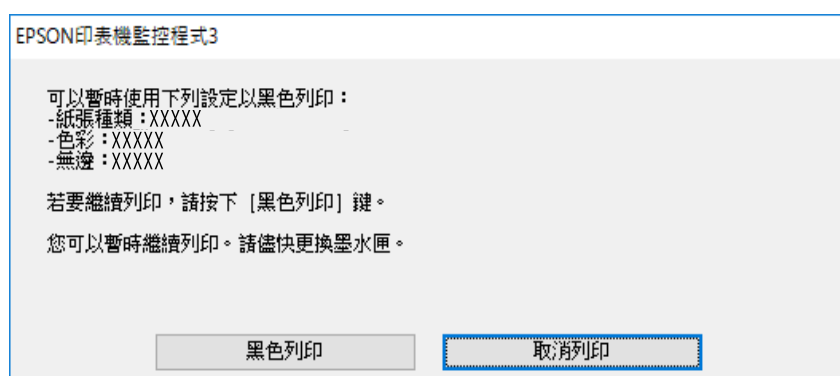 EPSON印表機監控程式3
可以暫時使用下列設定以黑色列印：
-紙張種類：XXXXX
-色彩：XXXXX
-無邊：XXXXX
若要繼續列印，請按下 [黑色列印] 鍵。
您可以暫時繼續列印。請儘快更換墨水匣。
黑色列印
取消列印